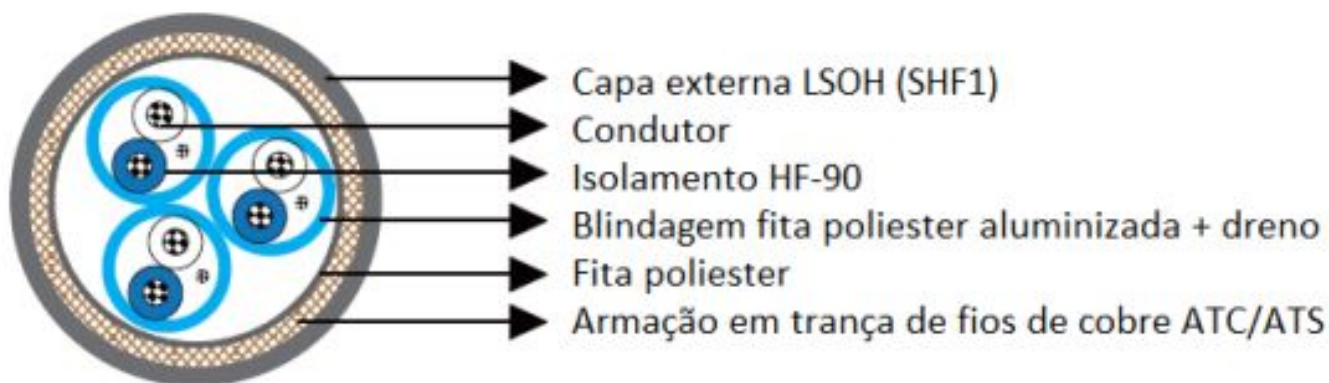 Capa externa LSOH (SHF1)
Condutor
Isolamento HF-90
Blindagem fita poliester aluminizada + dreno
Fita poliester
Armação em trança de fios de cobre ATC/ATS